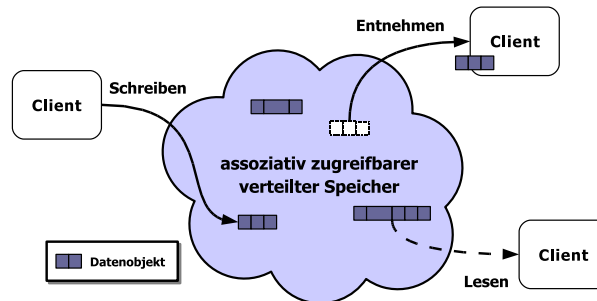 Entnehmen
Client
Schreiben
Client
assoziativ zugreifbarer
verteilter Speicher
Datenobjekt
Client
Lesen